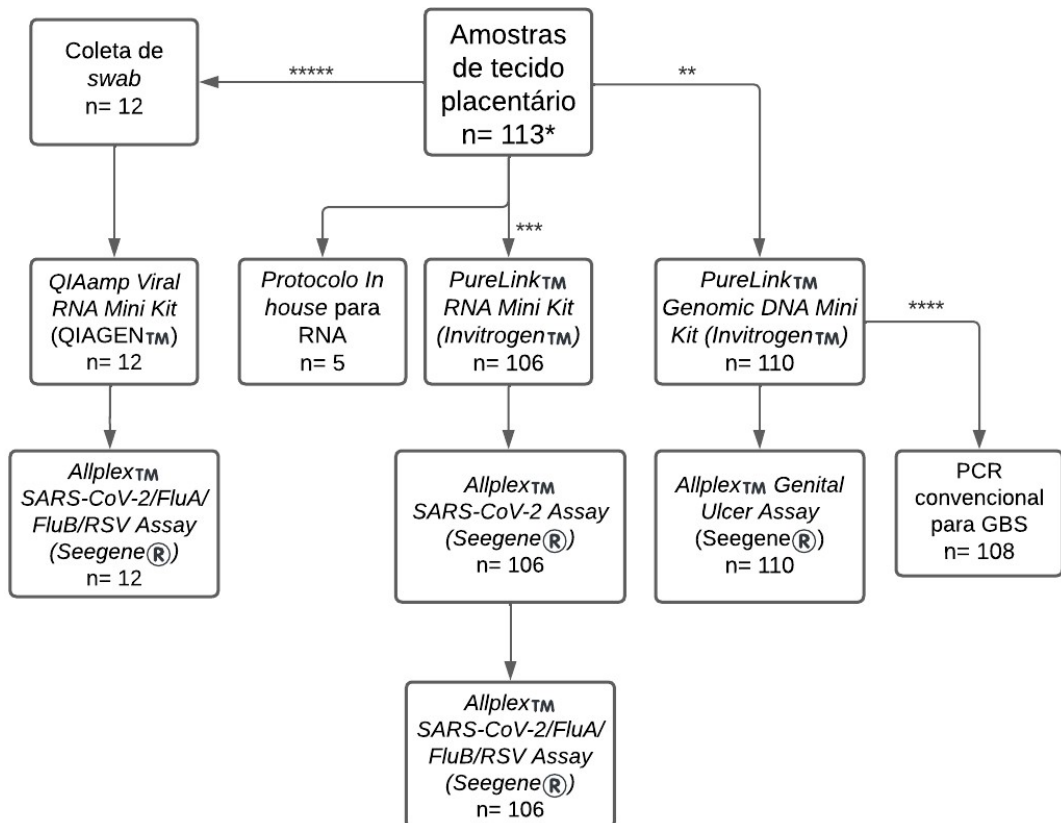 Coleta de
swab
n= 12
*****
Amostras
de tecido
placentário
n= 113*
**
***
QIAamp Viral
RNA Mini Kit
(QIAGEN™)
n= 12
Protocolo In
house para
RNA
n= 5
PureLink™
RNA Mini Kit
(Invitrogen™)
n= 106
PureLink™
Genomic DNA Mini
Kit (Invitrogen™)
n= 110
****
Allplex™
SARS-CoV-2/FluA/
FluB/RSV Assay
(Seegene®)
n= 12
Allplex™
SARS-CoV-2 Assay
(Seegene®)
n= 106
Allplex™ Genital
Ulcer Assay
(Seegene®)
n= 110
PCR
convencional
para GBS
n= 108
Allplex™
SARS-CoV-2/FluA/
FluB/RSV Assay
(Seegene®)
n= 106